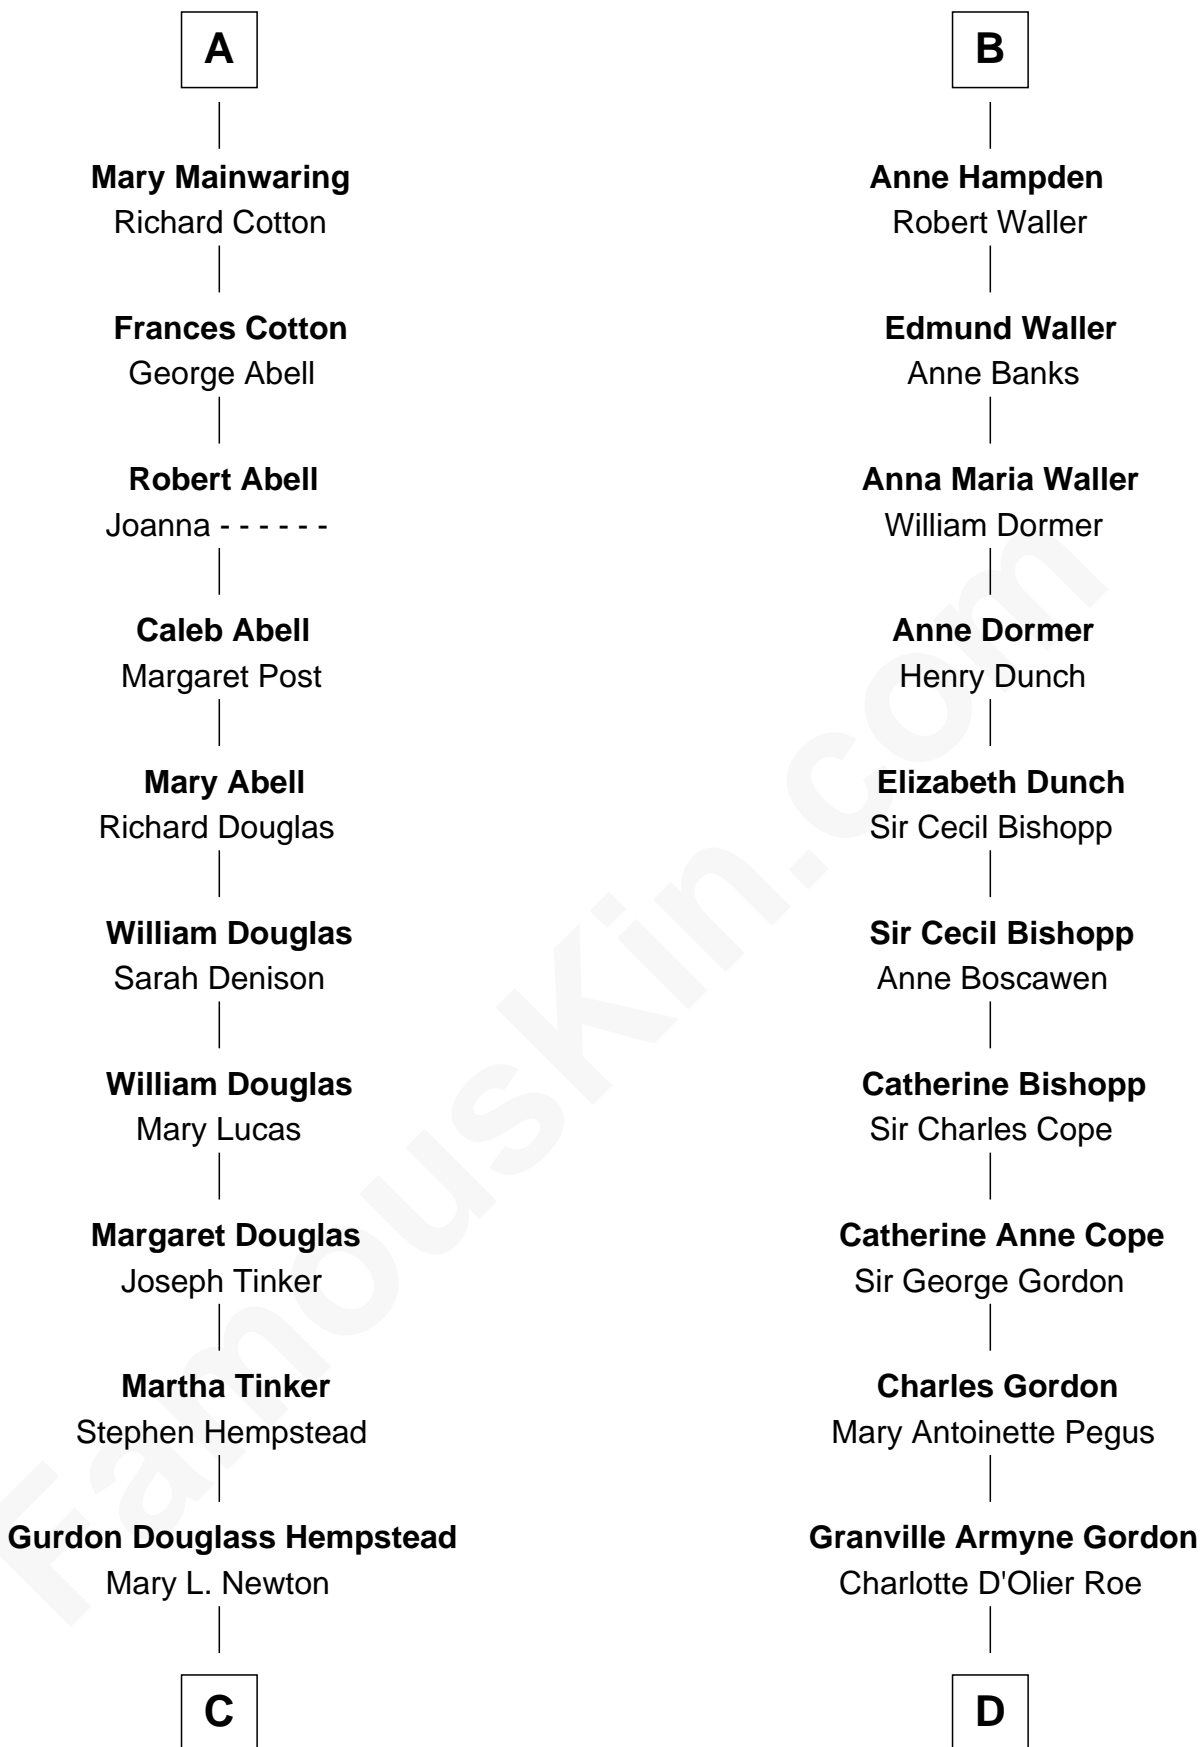 A
Mary Mainwaring
Richard Cotton
Frances Cotton
George Abell
Robert Abell
Joanna - - - - - -
Caleb Abell
Margaret Post
Mary Abell
Richard Douglas
William Douglas
Sarah Denison
William Douglas
Mary Lucas
Margaret Douglas
Joseph Tinker
Martha Tinker
Stephen Hempstead
Gurdon Douglass Hempstead
Mary L. Newton
C
B
Anne Hampden
Robert Waller
Edmund Waller
Anne Banks
Anna Maria Waller
William Dormer
Anne Dormer
Henry Dunch
Elizabeth Dunch
Sir Cecil Bishopp
Sir Cecil Bishopp
Anne Boscawen
Catherine Bishopp
Sir Charles Cope
Catherine Anne Cope
Sir George Gordon
Charles Gordon
Mary Antoinette Pegus
Granville Armyne Gordon
Charlotte D'Olier Roe
D
FamousKin.com